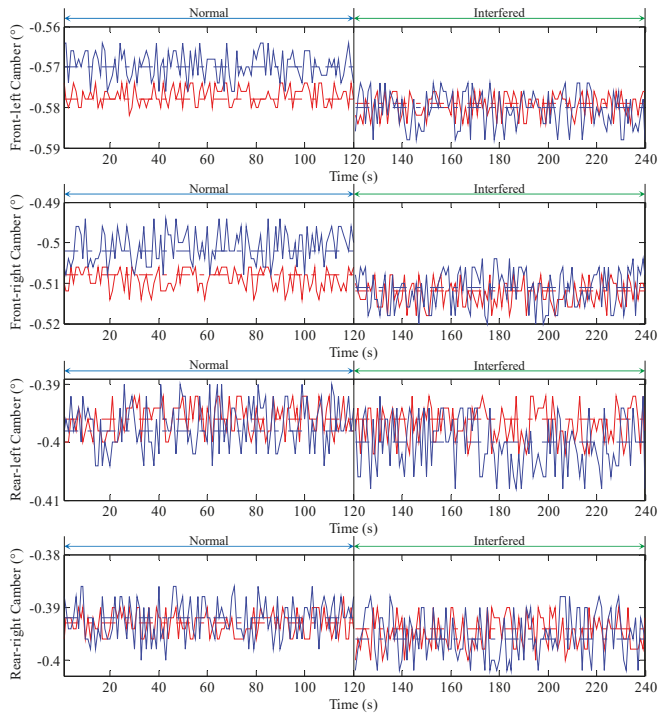 Normal Interfered
-0.56
-0.57
-0.58
-0.59
Front-left Camber (°)
20 40 60 80 100 120 140 160 180 200 220 240
Time (s)
Normal Interfered
-0.49
-0.5
-0.51
-0.52
Front-right Camber (°)
20 40 60 80 100 120 140 160 180 200 220 240
Time (s)
Normal Interfered
-0.39
-0.4
-0.41
Rear-left Camber (°)
20 40 60 80 100 120 140 160 180 200 220 240
Time (s)
Normal Interfered
-0.38
-0.39
-0.4
Rear-right Camber (°)
20 40 60 80 100 120 140 160 180 200 220 240
Time (s)